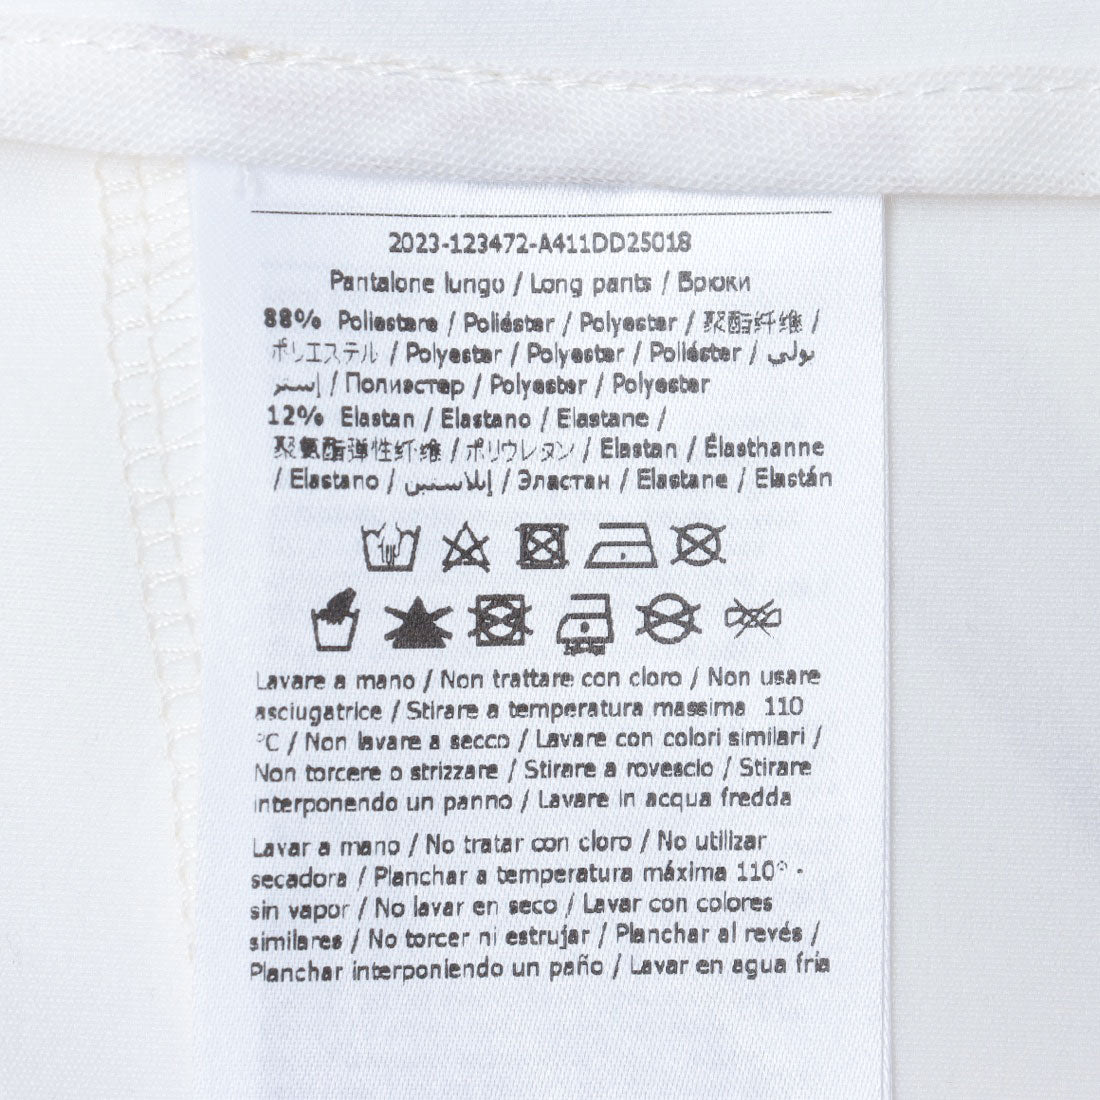 2023-123472-A411DD25018
Pantalone lungo / Long pants / Брюки
88% Poliestere / Poliéster / Polyester / 聚酯纤维 /
ポリエステル / Polyester / Polyester / Poliéster / بولي
إستر / Полиэстер / Polyester / Polyester
12% Elastan / Elastano / Elastane /
聚氨酯弹性纤维 / ポリウレタン / Elastan / Élasthanne
/ Elastano / إيلاستين / Эластан / Elastane / Elastán
Lavare a mano / Non trattare con cloro / Non usare
asciugatrice / Stirare a temperatura massima 110
°C / Non lavare a secco / Lavare con colori similari /
Non torcere o strizzare / Stirare a rovescio / Stirare
interponendo un panno / Lavare in acqua fredda
Lavar a mano / No tratar con cloro / No utilizar
secadora / Planchar a temperatura máxima 110° -
sin vapor / No lavar en seco / Lavar con colores
similares / No torcer ni estrujar / Planchar al revés /
Planchar interponiendo un paño / Lavar en agua fría